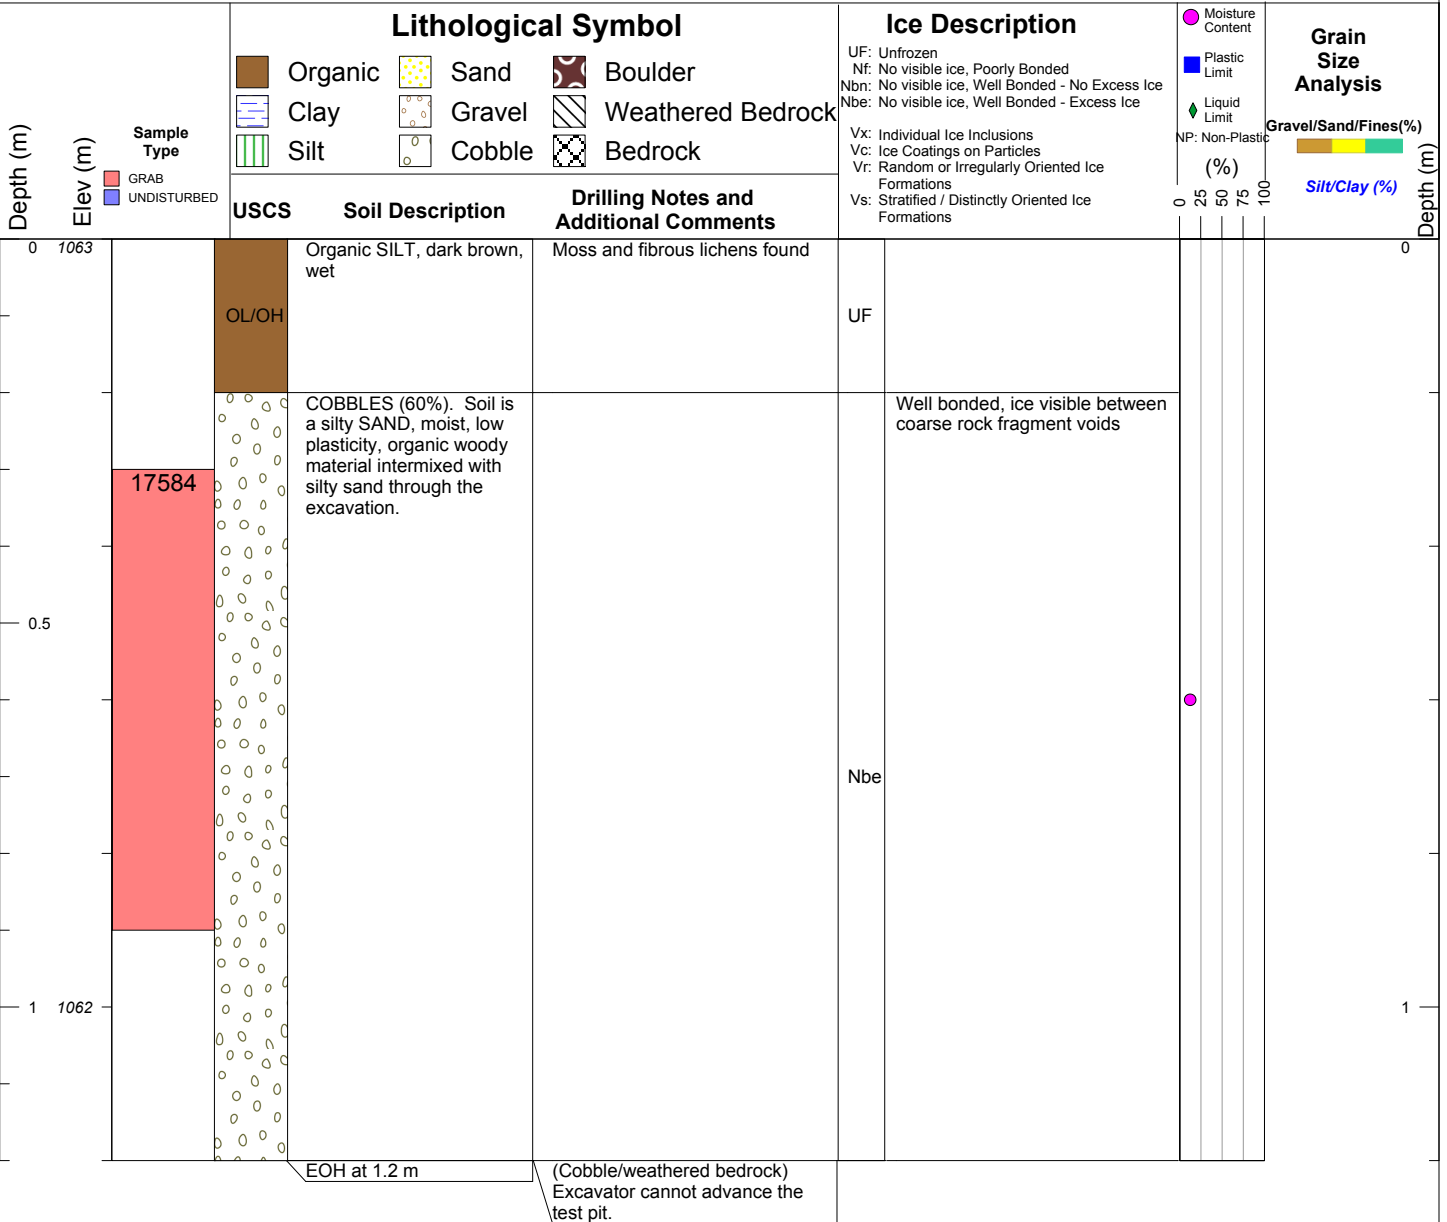 Lithological Symbol
Organic
Sand
Boulder
Clay
Gravel
Weathered Bedrock
Silt
Cobble
Bedrock
Ice Description
UF: Unfrozen
Nf: No visible ice, Poorly Bonded
Nbn: No visible ice, Well Bonded - No Excess Ice
Nbe: No visible ice, Well Bonded - Excess Ice
Vx: Individual Ice Inclusions
Vc: Ice Coatings on Particles
Vr: Random or Irregularly Oriented Ice
Formations
Vs: Stratified / Distinctly Oriented Ice
Formations
Moisture
Content
Plastic
Limit
Liquid
Limit
NP: Non-Plastic
(%)
0
25
50
75
100
Grain
Size
Analysis
Gravel/Sand/Fines(%)
Silt/Clay (%)
Depth (m)
Depth (m)
Elev (m)
Sample
Type
GRAB
UNDISTURBED
USCS
Soil Description
Drilling Notes and
Additional Comments
0 1063
Organic SILT, dark brown,
wet
Moss and fibrous lichens found
0
OL/OH
UF
COBBLES (60%). Soil is
a silty SAND, moist, low
plasticity, organic woody
material intermixed with
silty sand through the
excavation.
Well bonded, ice visible between
coarse rock fragment voids
17584
0.5
Nbe
1 1062
1
EOH at 1.2 m
(Cobble/weathered bedrock)
Excavator cannot advance the
test pit.